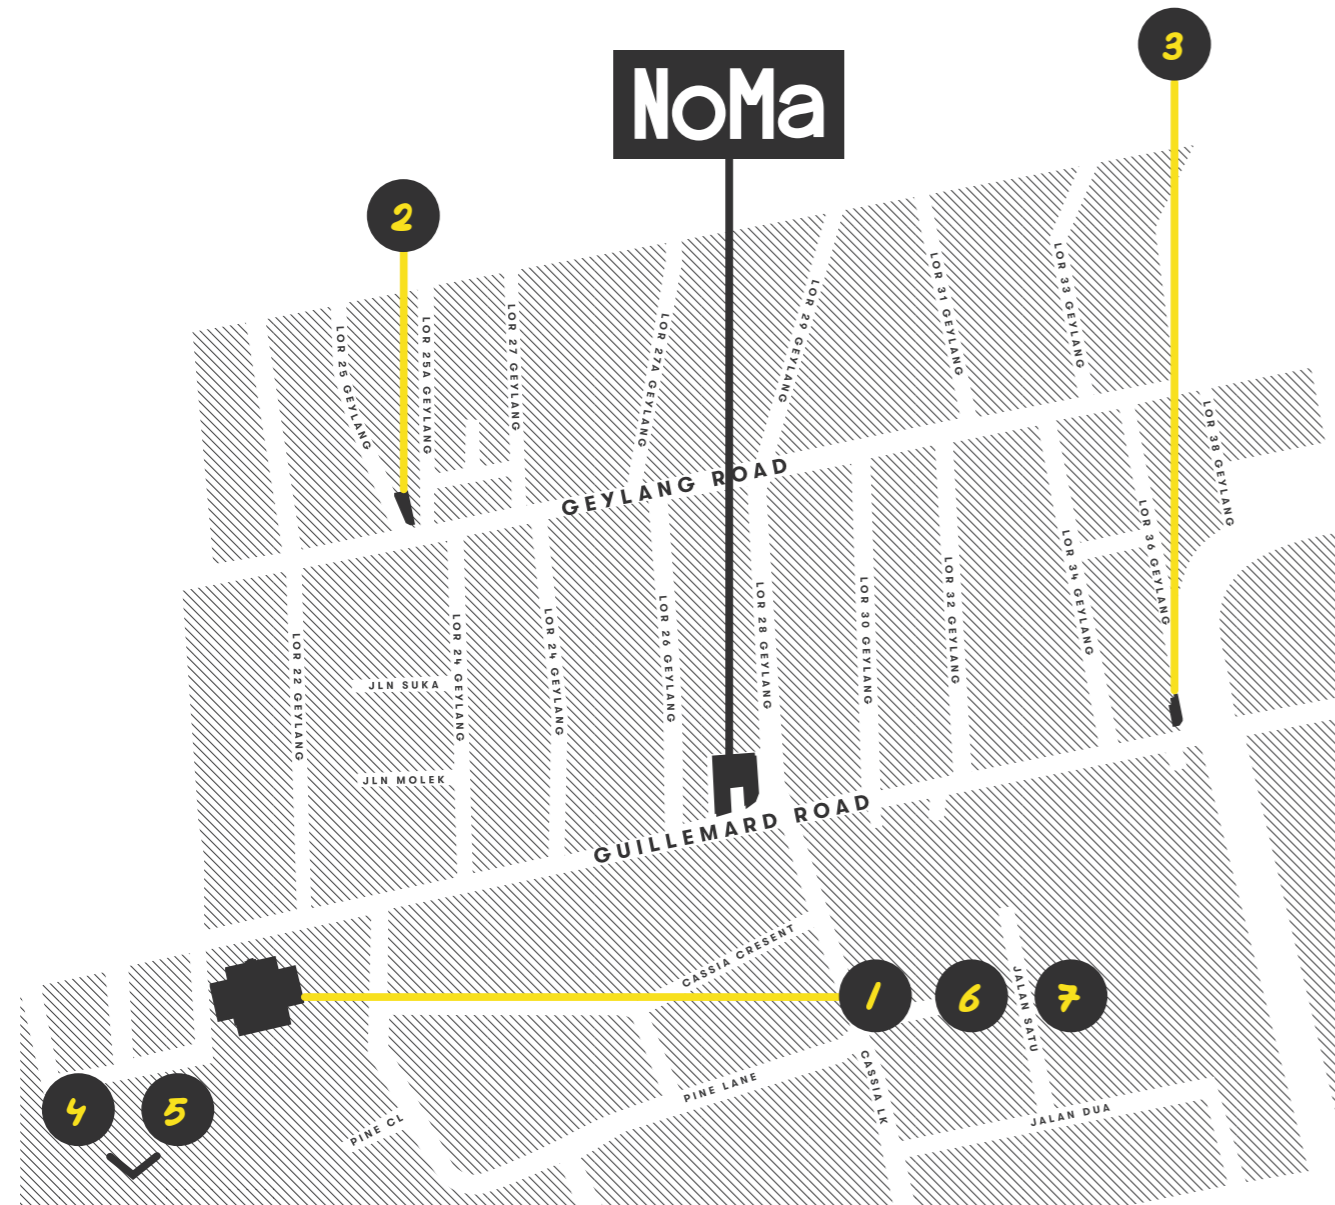 3
NoMa
2
LOR 25 GEYLANG
LOR 25A GEYLANG
LOR 27 GEYLANG
LOR 27A GEYLANG
LOR 29 GEYLANG
LOR 31 GEYLANG
LOR 33 GEYLANG
LOR 38 GEYLANG
GEYLANG ROAD
LOR 22 GEYLANG
LOR 24 GEYLANG
LOR 24 GEYLANG
LOR 26 GEYLANG
LOR 28 GEYLANG
LOR 30 GEYLANG
LOR 32 GEYLANG
LOR 34 GEYLANG
LOR 36 GEYLANG
JLN SUKA
JLN MOLEK
GUILLEMARD ROAD
CASSIA CRESENT
1
6
7
JALAN SATU
CASSIA LK
PINE LANE
PINE CL
JALAN DUA
4
5